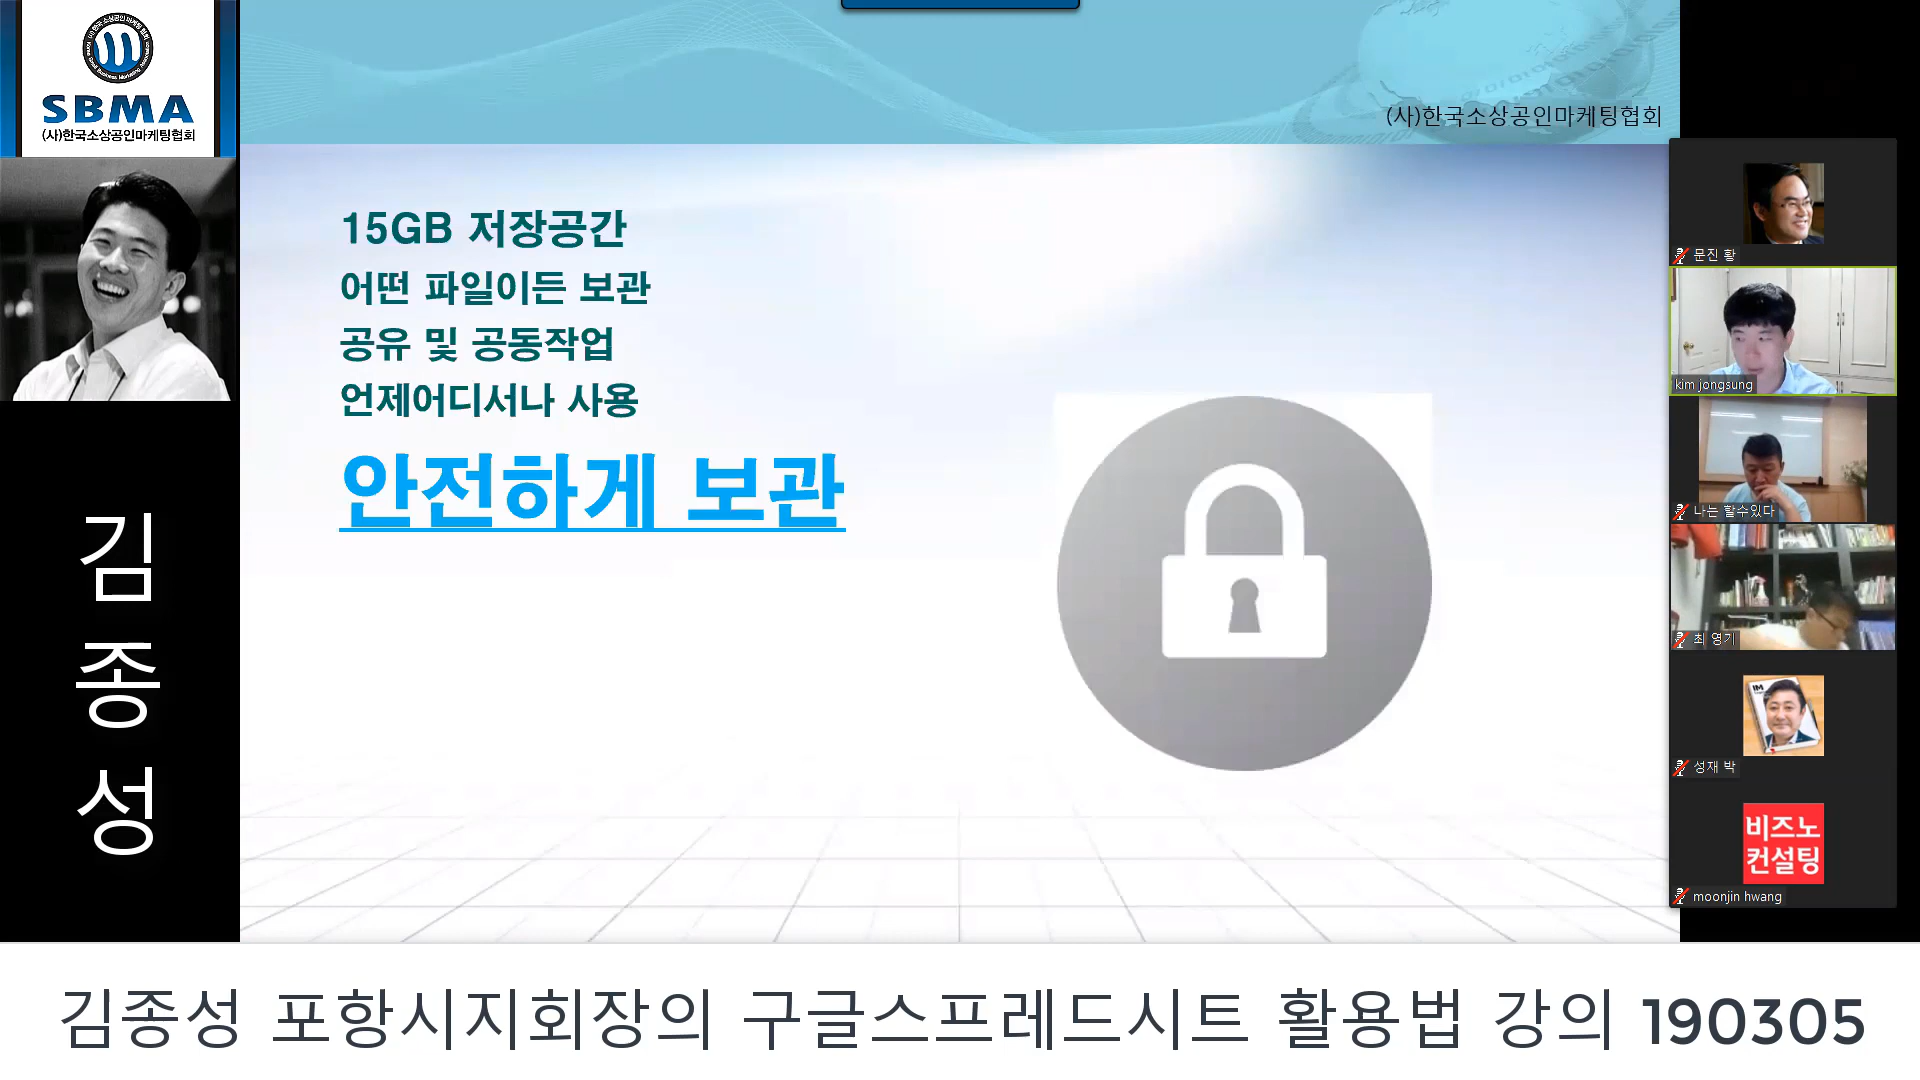 SBMA
(사)한국소상공인마케팅협회
김
종
성
(사)한국소상공인마케팅협회
15GB 저장공간
어떤 파일이든 보관
공유 및 공동작업
언제어디서나 사용
안전하게 보관
문진 황
kim jongsung
나는 할수있다
최 영기
IM
성재 박
비즈노
컨설팅
moonjin hwang
김종성 포항시지회장의 구글스프레드시트 활용법 강의 190305